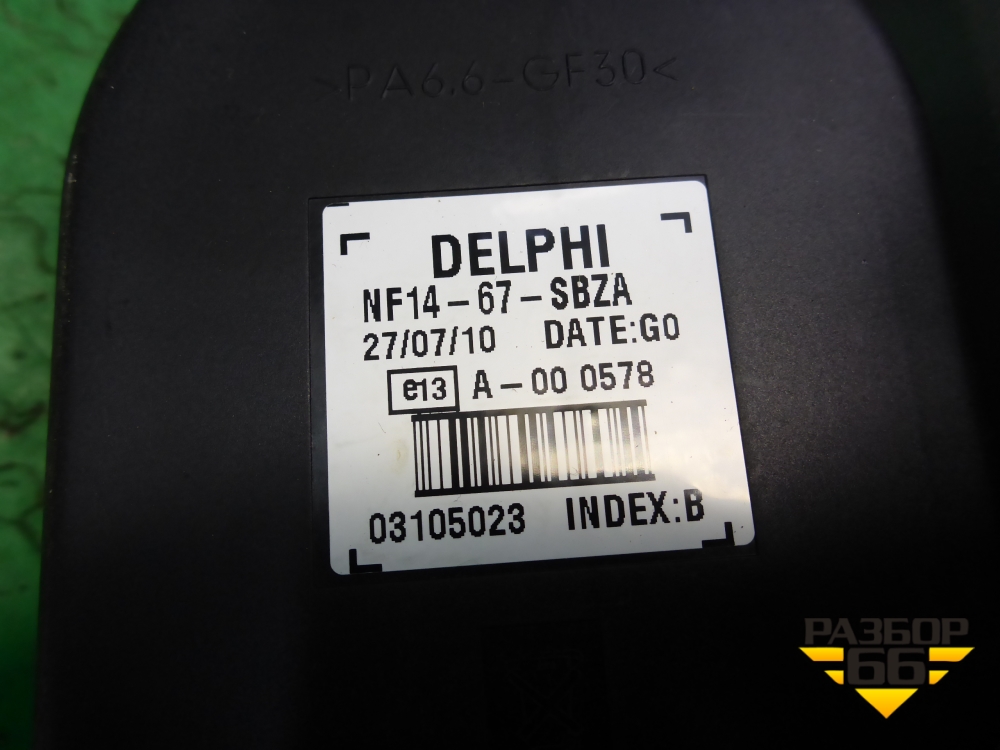 >PA6.6-GF30<
DELPHI
NF14-67-SBZA
27/07/10 DATE:G0
e13 A-00 0578
03105023 INDEX:B
РАЗБОР
66